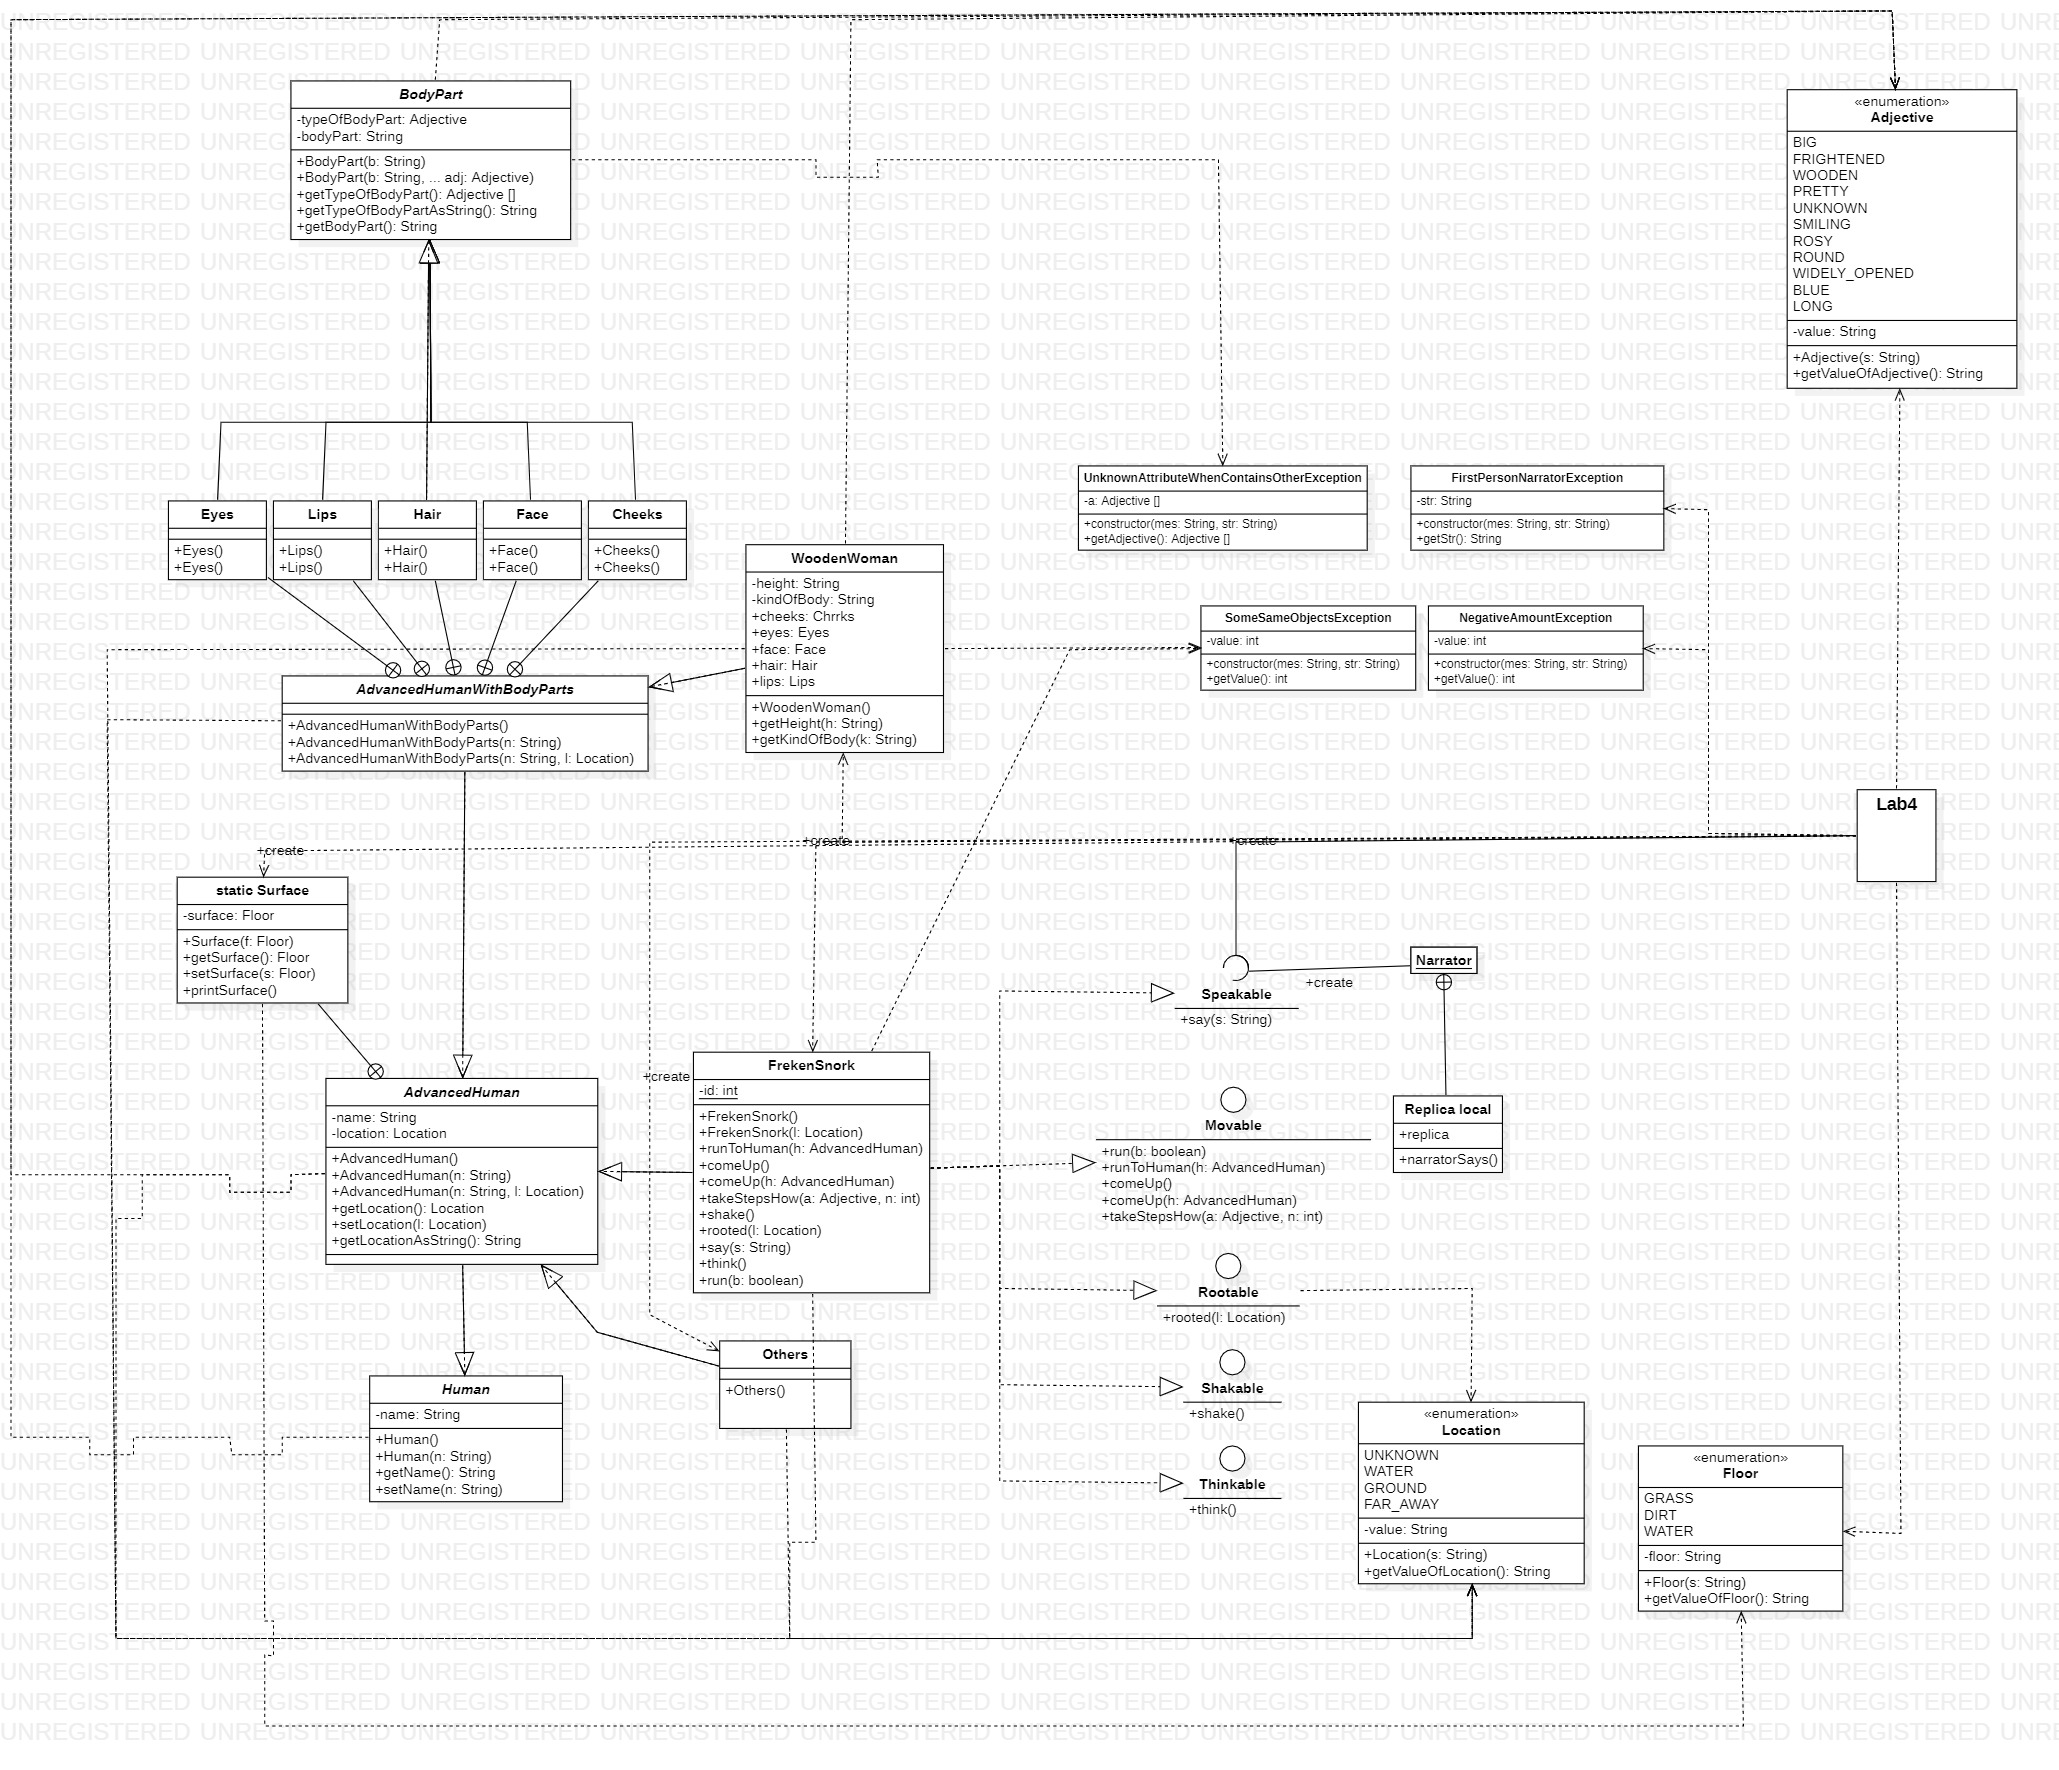 BodyPart
-typeOfBodyPart: Adjective
-bodyPart: String
+BodyPart(b: String)
+BodyPart(b: String, ... adj: Adjective)
+getTypeOfBodyPart(): Adjective []
+getTypeOfBodyPartAsString(): String
+getBodyPart(): String
«enumeration»
Adjective
BIG
FRIGHTENED
WOODEN
PRETTY
UNKNOWN
SMILING
ROSY
ROUND
WIDELY_OPENED
BLUE
LONG
-value: String
+Adjective(s: String)
+getValueOfAdjective(): String
Eyes
+Eyes()
+Eyes()
Lips
+Lips()
+Lips()
Hair
+Hair()
+Hair()
Face
+Face()
+Face()
Cheeks
+Cheeks()
+Cheeks()
WoodenWoman
-height: String
-kindOfBody: String
+cheeks: Chrrks
+eyes: Eyes
+face: Face
+hair: Hair
+lips: Lips
+WoodenWoman()
+getHeight(h: String)
+getKindOfBody(k: String)
UnknownAttributeWhenContainsOtherException
-a: Adjective []
+constructor(mes: String, str: String)
+getAdjective(): Adjective []
FirstPersonNarratorException
-str: String
+constructor(mes: String, str: String)
+getStr(): String
SomeSameObjectsException
-value: int
+constructor(mes: String, str: String)
+getValue(): int
NegativeAmountException
-value: int
+constructor(mes: String, str: String)
+getValue(): int
AdvancedHumanWithBodyParts
+AdvancedHumanWithBodyParts()
+AdvancedHumanWithBodyParts(n: String)
+AdvancedHumanWithBodyParts(n: String, l: Location)
Lab4
+create
+create
+create
static Surface
-surface: Floor
+Surface(f: Floor)
+getSurface(): Floor
+setSurface(s: Floor)
+printSurface()
Speakable
+say(s: String)
+create
Narrator
AdvancedHuman
-name: String
-location: Location
+AdvancedHuman()
+AdvancedHuman(n: String)
+AdvancedHuman(n: String, l: Location)
+getLocation(): Location
+setLocation(l: Location)
+getLocationAsString(): String
+create
FrekenSnork
-id: int
+FrekenSnork()
+FrekenSnork(l: Location)
+runToHuman(h: AdvancedHuman)
+comeUp()
+comeUp(h: AdvancedHuman)
+takeStepsHow(a: Adjective, n: int)
+shake()
+rooted(l: Location)
+say(s: String)
+think()
+run(b: boolean)
Movable
+run(b: boolean)
+runToHuman(h: AdvancedHuman)
+comeUp()
+comeUp(h: AdvancedHuman)
+takeStepsHow(a: Adjective, n: int)
Replica local
+replica
+narratorSays()
Rootable
+rooted(l: Location)
Others
+Others()
Human
-name: String
+Human()
+Human(n: String)
+getName(): String
+setName(n: String)
Shakable
+shake()
Thinkable
+think()
«enumeration»
Location
UNKNOWN
WATER
GROUND
FAR_AWAY
-value: String
+Location(s: String)
+getValueOfLocation(): String
«enumeration»
Floor
GRASS
DIRT
WATER
-floor: String
+Floor(s: String)
+getValueOfFloor(): String